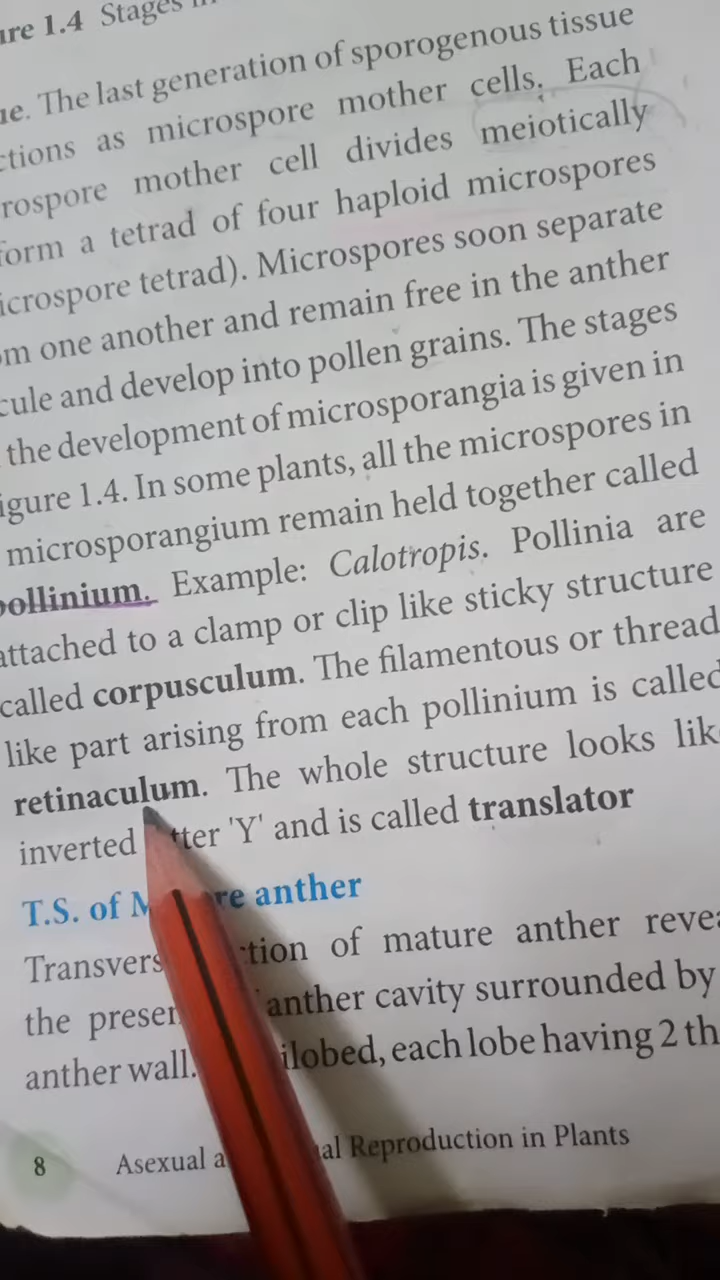 ure 1.4 Stages in
ue. The last generation of sporogenous tissue
ctions as microspore mother cells. Each
rospore mother cell divides meiotically
form a tetrad of four haploid microspores
icrospore tetrad). Microspores soon separate
om one another and remain free in the anther
cule and develop into pollen grains. The stages
the development of microsporangia is given in
igure 1.4. In some plants, all the microspores in
microsporangium remain held together called
pollinium. Example: Calotropis. Pollinia are
attached to a clamp or clip like sticky structure
called corpusculum. The filamentous or thread
like part arising from each pollinium is called
retinaculum. The whole structure looks lik
inverted tter 'Y' and is called translator
T.S. of M re anther
Transvers tion of mature anther revea
the presen anther cavity surrounded by
anther wall. ilobed, each lobe having 2 th
8 Asexual a al Reproduction in Plants